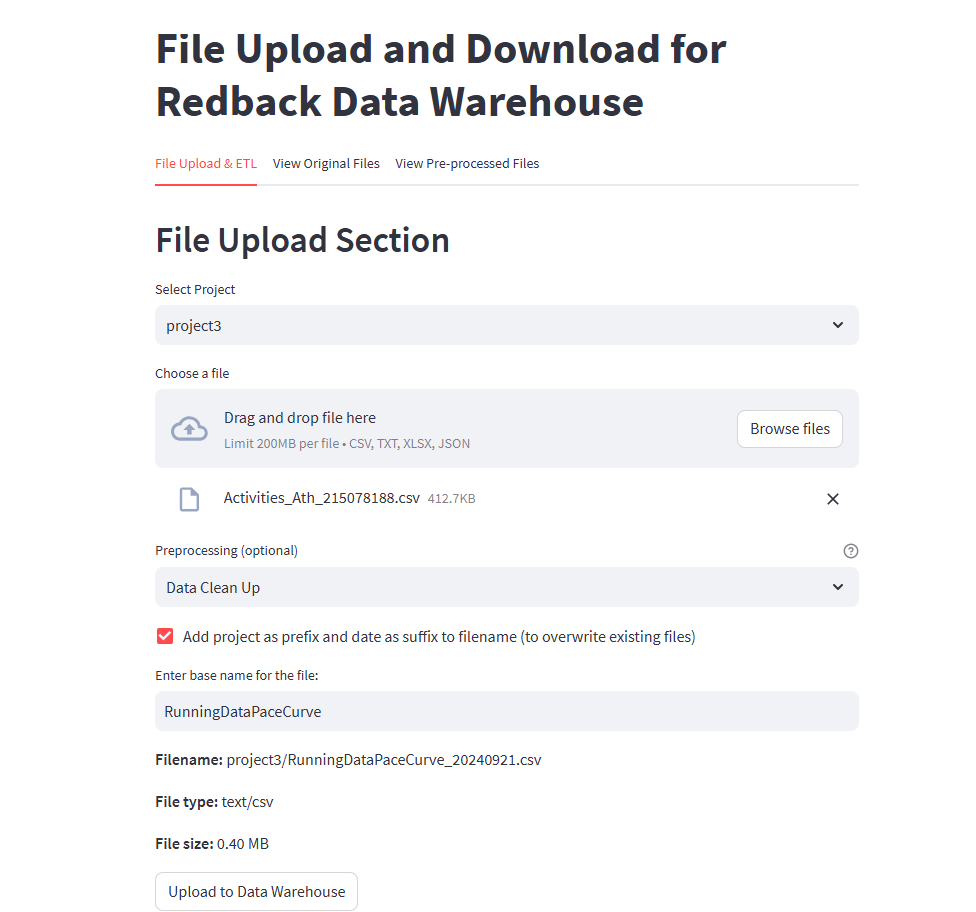 File Upload and Download for
Redback Data Warehouse
File Upload & ETL View Original Files View Pre-processed Files
File Upload Section
Select Project
project3
Choose a file
Drag and drop file here
Limit 200MB per file • CSV, TXT, XLSX, JSON
Browse files
Activities_Ath_215078188.csv 412.7KB
Preprocessing (optional)
Data Clean Up
Add project as prefix and date as suffix to filename (to overwrite existing files)
Enter base name for the file:
RunningDataPaceCurve
Filename: project3/RunningDataPaceCurve_20240921.csv
File type: text/csv
File size: 0.40 MB
Upload to Data Warehouse